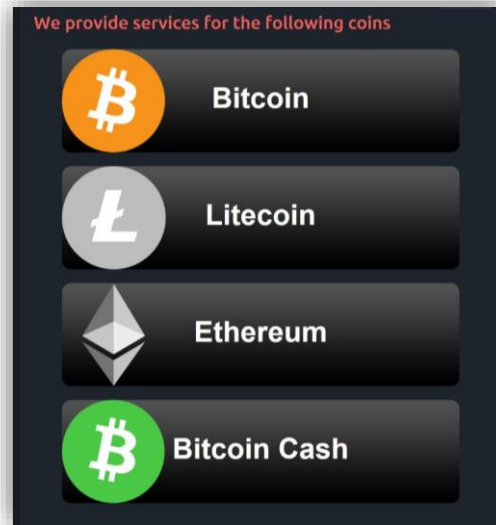 We provide services for the following coins
Bitcoin
Litecoin
Ethereum
Bitcoin Cash